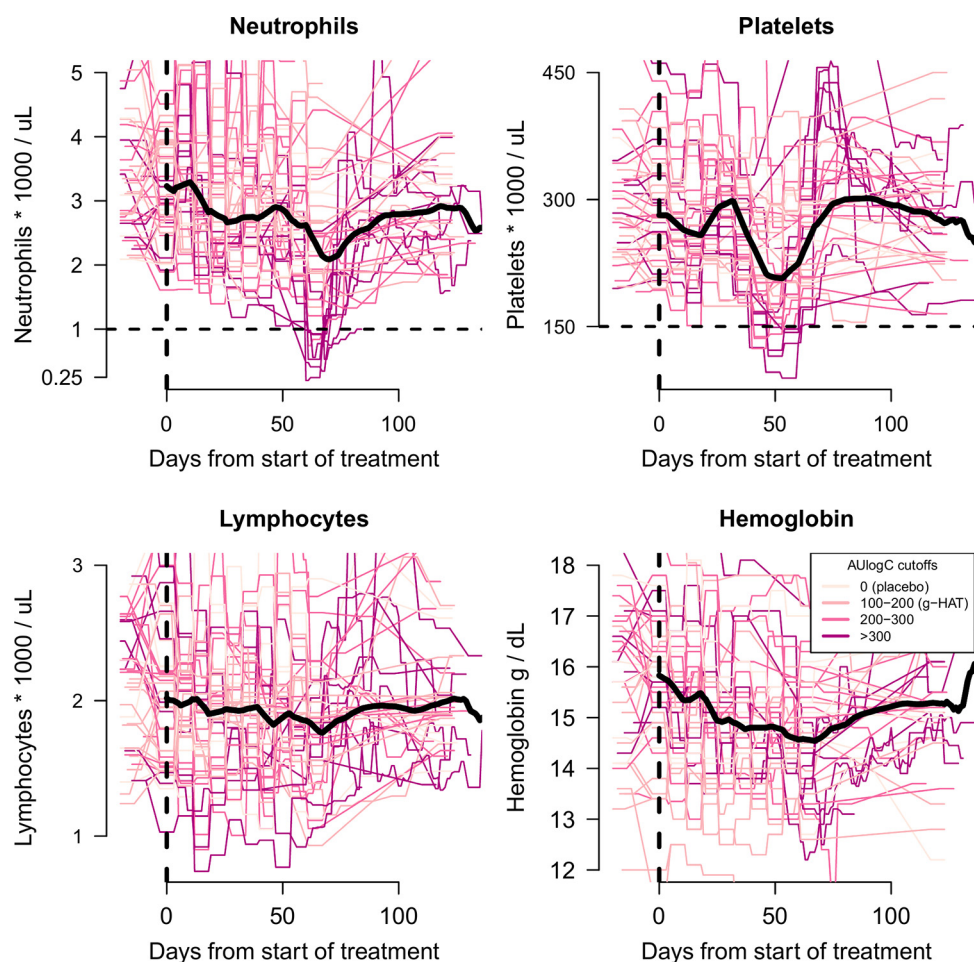 Neutrophils
Neutrophils * 1000 / uL
5
4
3
2
1
0.25
0 50 100
Days from start of treatment
Platelets
Platelets * 1000 / uL
450
300
150
0 50 100
Days from start of treatment
Lymphocytes
Lymphocytes * 1000 / uL
3
2
1
0 50 100
Days from start of treatment
Hemoglobin
Hemoglobin g / dL
18
17
16
15
14
13
12
0 50 100
Days from start of treatment
AUlogC cutoffs
0 (placebo)
100−200 (g−HAT)
200−300
>300